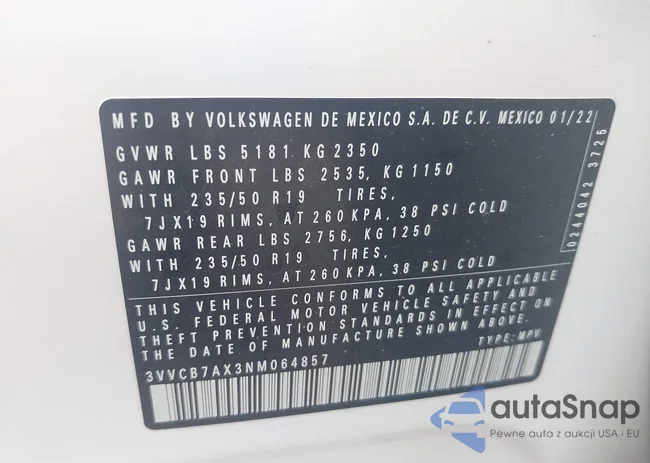 MFD BY VOLKSWAGEN DE MEXICO S.A. DE C.V. MEXICO 01/22
GVWR LBS 5181 KG 2350
GAWR FRONT LBS 2535, KG 1150
WITH 235/50 R19 TIRES,
7JX19 RIMS, AT 260 KPA, 38 PSI COLD
GAWR REAR LBS 2756, KG 1250
WITH 235/50 R19 TIRES,
7JX19 RIMS, AT 260 KPA, 38 PSI COLD
THIS VEHICLE CONFORMS TO ALL APPLICABLE
U.S. FEDERAL MOTOR VEHICLE SAFETY AND
THEFT PREVENTION STANDARDS IN EFFECT ON
THE DATE OF MANUFACTURE SHOWN ABOVE.
TYPE: MPV
3VVCB7AX3NM064857
0244042 3725
autaSnap
Pewne auta z aukcji USA i EU